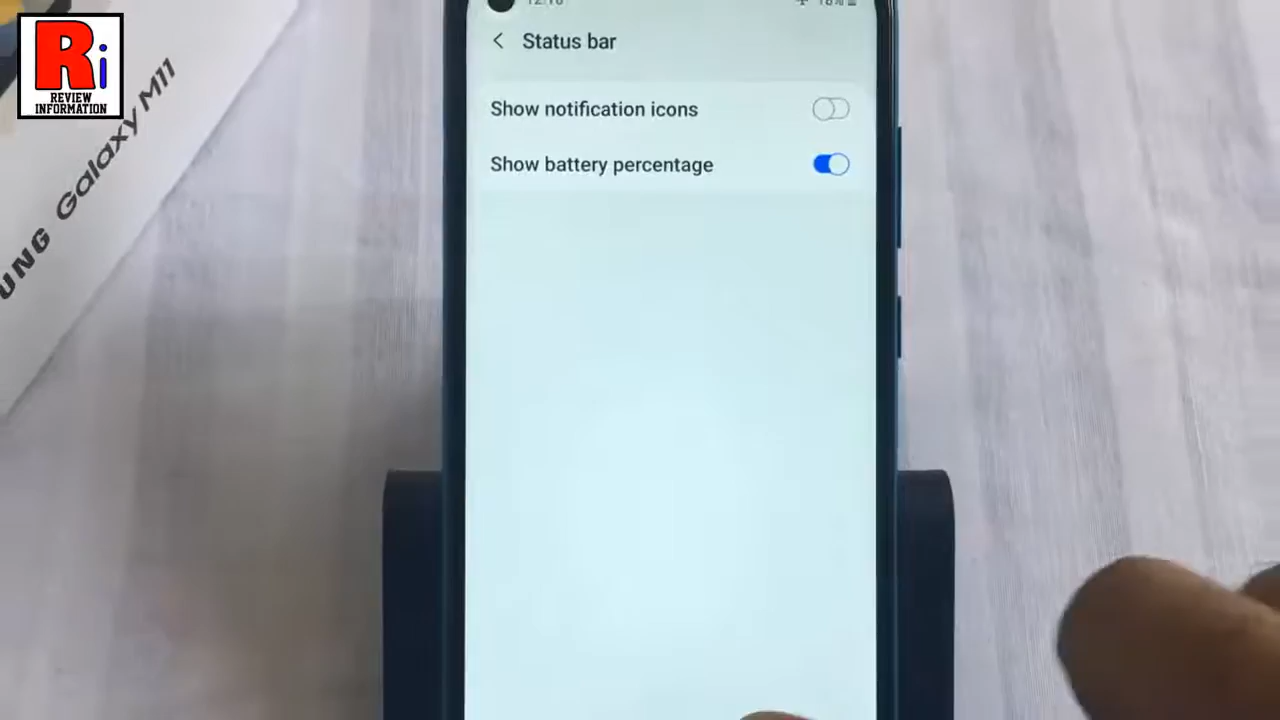 Ri
REVIEW
INFORMATION
UNG Galaxy M11
Status bar
Show notification icons
Show battery percentage